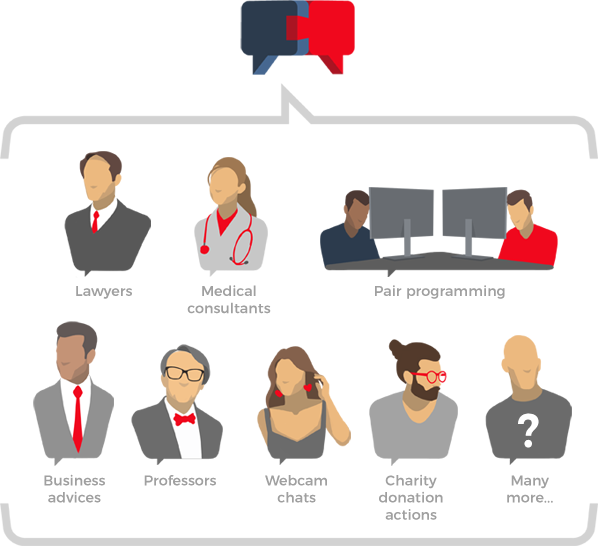 Lawyers
Medical
consultants
Pair programming
Business
advices
Professors
Webcam
chats
Charity
donation
actions
?
Many
more...